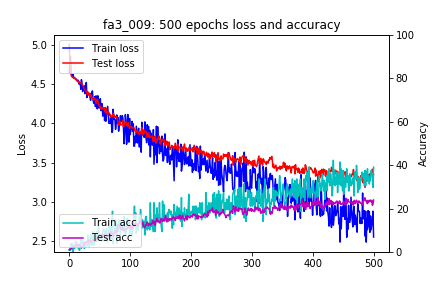 fa3_009: 500 epochs loss and accuracy
Train loss
Test loss
Train acc
Test acc
Loss
5.0
4.5
4.0
3.5
3.0
2.5
0
100
200
300
400
500
Accuracy
100
80
60
40
20
0